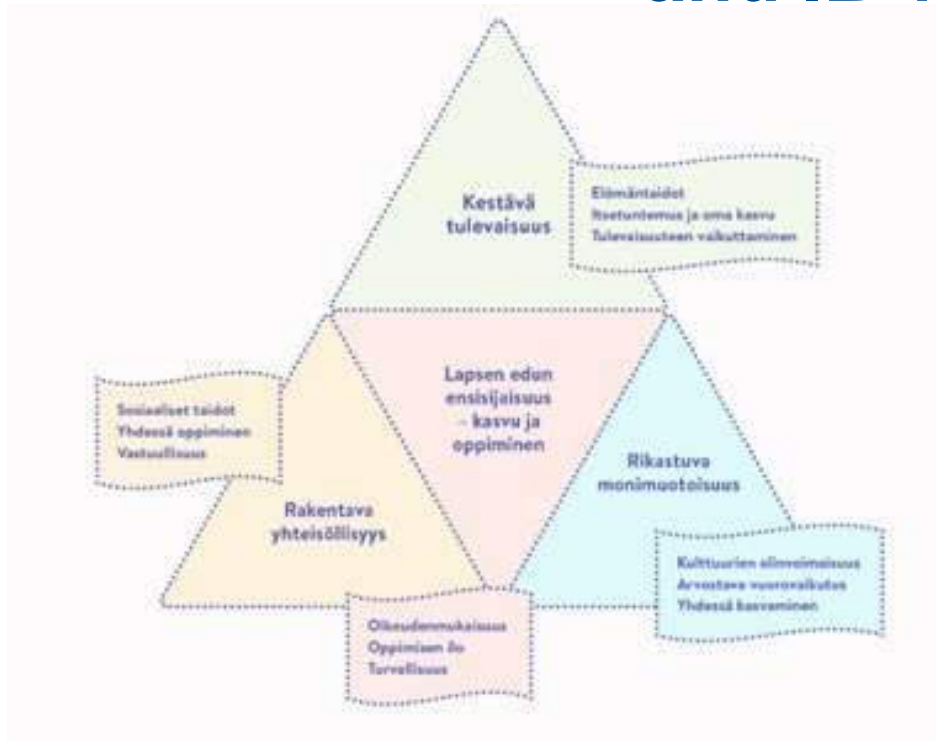 Kestävä
tulevaisuus
Elämäntaidot
Itsetuntemus ja oma kasvu
Tulevaisuuteen vaikuttaminen
Lapsen edun
ensisijaisuus
– kasvu ja
oppiminen
Sosiaaliset taidot
Yhdessä oppiminen
Vastuullisuus
Rakentava
yhteisöllisyys
Rikastuva
monimuotoisuus
Kulttuurien elinvoimaisuus
Arvostava vuorovaikutus
Yhdessä kasvaminen
Oikeudenmukaisuus
Oppimisen ilo
Turvallisuus